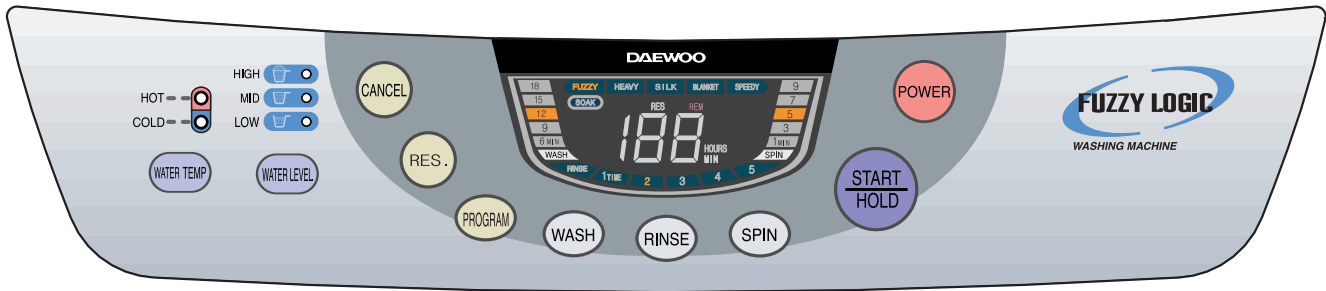 HIGH
MID
LOW
HOT
COLD
WATER TEMP
WATER LEVEL
CANCEL
RES.
PROGRAM
WASH
RINSE
SPIN
DAEWOO
FUZZY HEAVY SILK BLANKET SPEEDY
SOAK
18
15
12
9
6 MIN
WASH
RES REM
188
HOURS
MIN
9
7
5
3
1 MIN
SPIN
RINSE 1 TIME 2 3 4 5
POWER
START
HOLD
FUZZY LOGIC
WASHING MACHINE